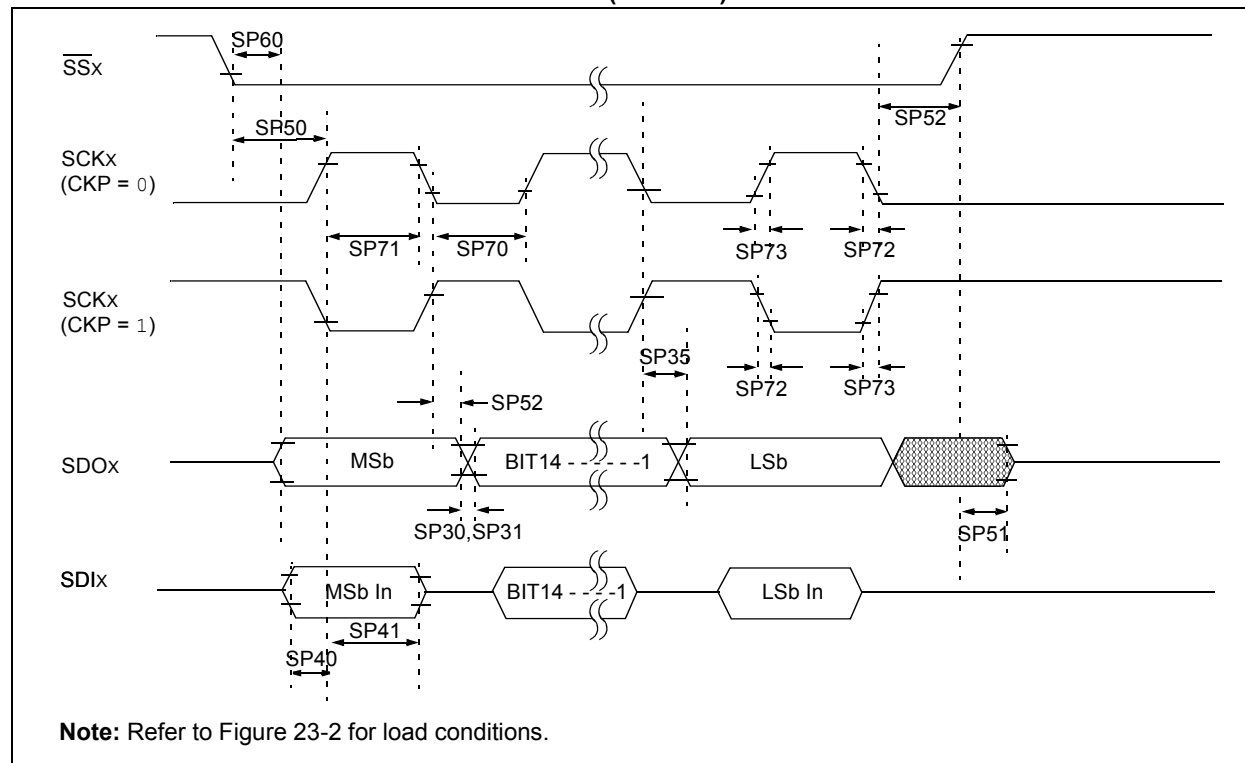 SP60
SSx
SP50
SP52
SCKx
(CKP = 0)
SP71
SP70
SP73
SP72
SCKx
(CKP = 1)
SP35
SP72
SP73
SP52
SDOx
MSb
BIT14 - - - - - -1
LSb
SP30,SP31
SP51
SDIx
MSb In
BIT14 - - - -1
LSb In
SP41
SP40
Note: Refer to Figure 23-2 for load conditions.